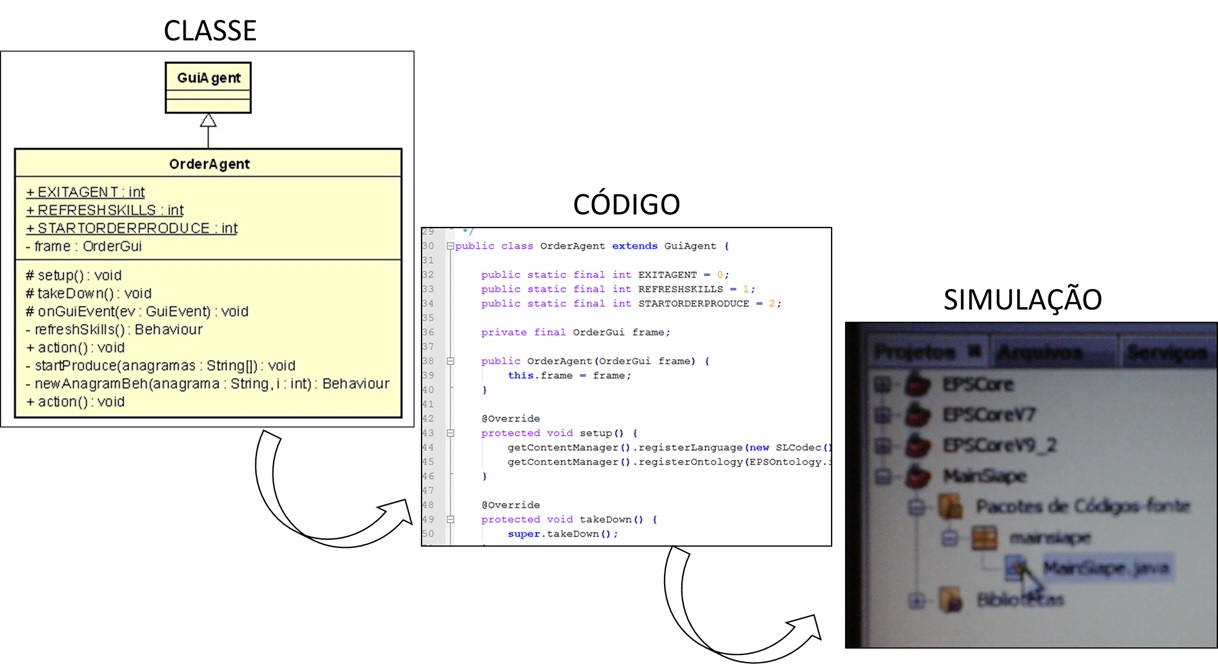 CLASSE
GuiAgent
OrderAgent
+ EXITAGENT : int
+ REFRESHSKILLS : int
+ STARTORDERPRODUCE : int
- frame : OrderGui
# setup() : void
# takeDown() : void
# onGuiEvent(ev : GuiEvent) : void
- refreshSkills() : Behaviour
+ action() : void
- startProduce(anagramas : String[]) : void
- newAnagramBeh(anagrama : String, i : int) : Behaviour
+ action() : void
CÓDIGO
29 */
30 public class OrderAgent extends GuiAgent {
31
32 public static final int EXITAGENT = 0;
33 public static final int REFRESHSKILLS = 1;
34 public static final int STARTORDERPRODUCE = 2;
35
36 private final OrderGui frame;
37
38 public OrderAgent(OrderGui frame) {
39 this.frame = frame;
40 }
41
42 @Override
43 protected void setup() {
44 getContentManager().registerLanguage(new SLCodec()
45 getContentManager().registerOntology(EPSOntology.i
46 }
47
48 @Override
49 protected void takeDown() {
50 super.takeDown();
SIMULAÇÃO
Projetos Arquivos Serviços
EPSCore
EPSCoreV7
EPSCoreV9_2
MainSiape
Pacotes de Códigos-fonte
mainsiape
MainSiape.java
Bibliotecas